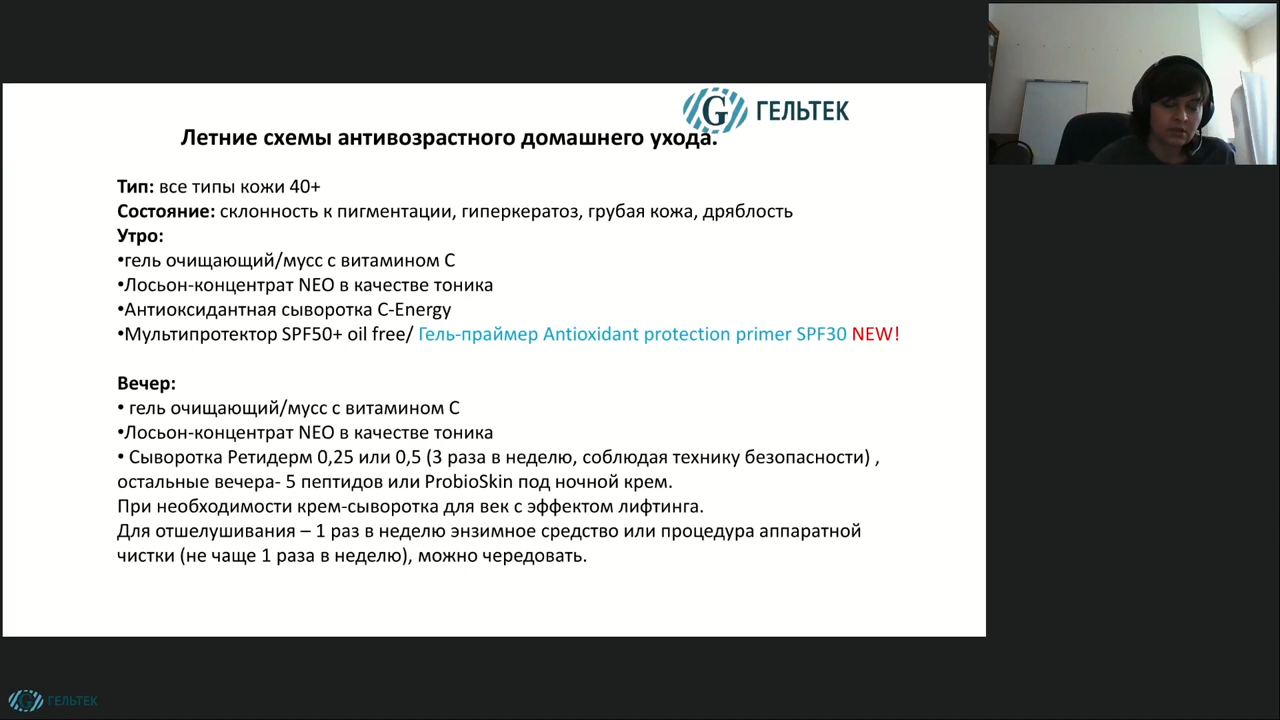 ГЕЛЬТЕК
Летние схемы антивозрастного домашнего ухода.
Тип: все типы кожи 40+
Состояние: склонность к пигментации, гиперкератоз, грубая кожа, дряблость
Утро:
•гель очищающий/мусс с витамином С
•Лосьон-концентрат NEO в качестве тоника
•Антиоксидантная сыворотка C-Energy
•Мультипротектор SPF50+ oil free/ Гель-праймер Antioxidant protection primer SPF30 NEW!
Вечер:
• гель очищающий/мусс с витамином С
•Лосьон-концентрат NEO в качестве тоника
• Сыворотка Ретидерм 0,25 или 0,5 (3 раза в неделю, соблюдая технику безопасности) ,
остальные вечера- 5 пептидов или ProbioSkin под ночной крем.
При необходимости крем-сыворотка для век с эффектом лифтинга.
Для отшелушивания – 1 раз в неделю энзимное средство или процедура аппаратной
чистки (не чаще 1 раза в неделю), можно чередовать.
ГЕЛЬТЕК